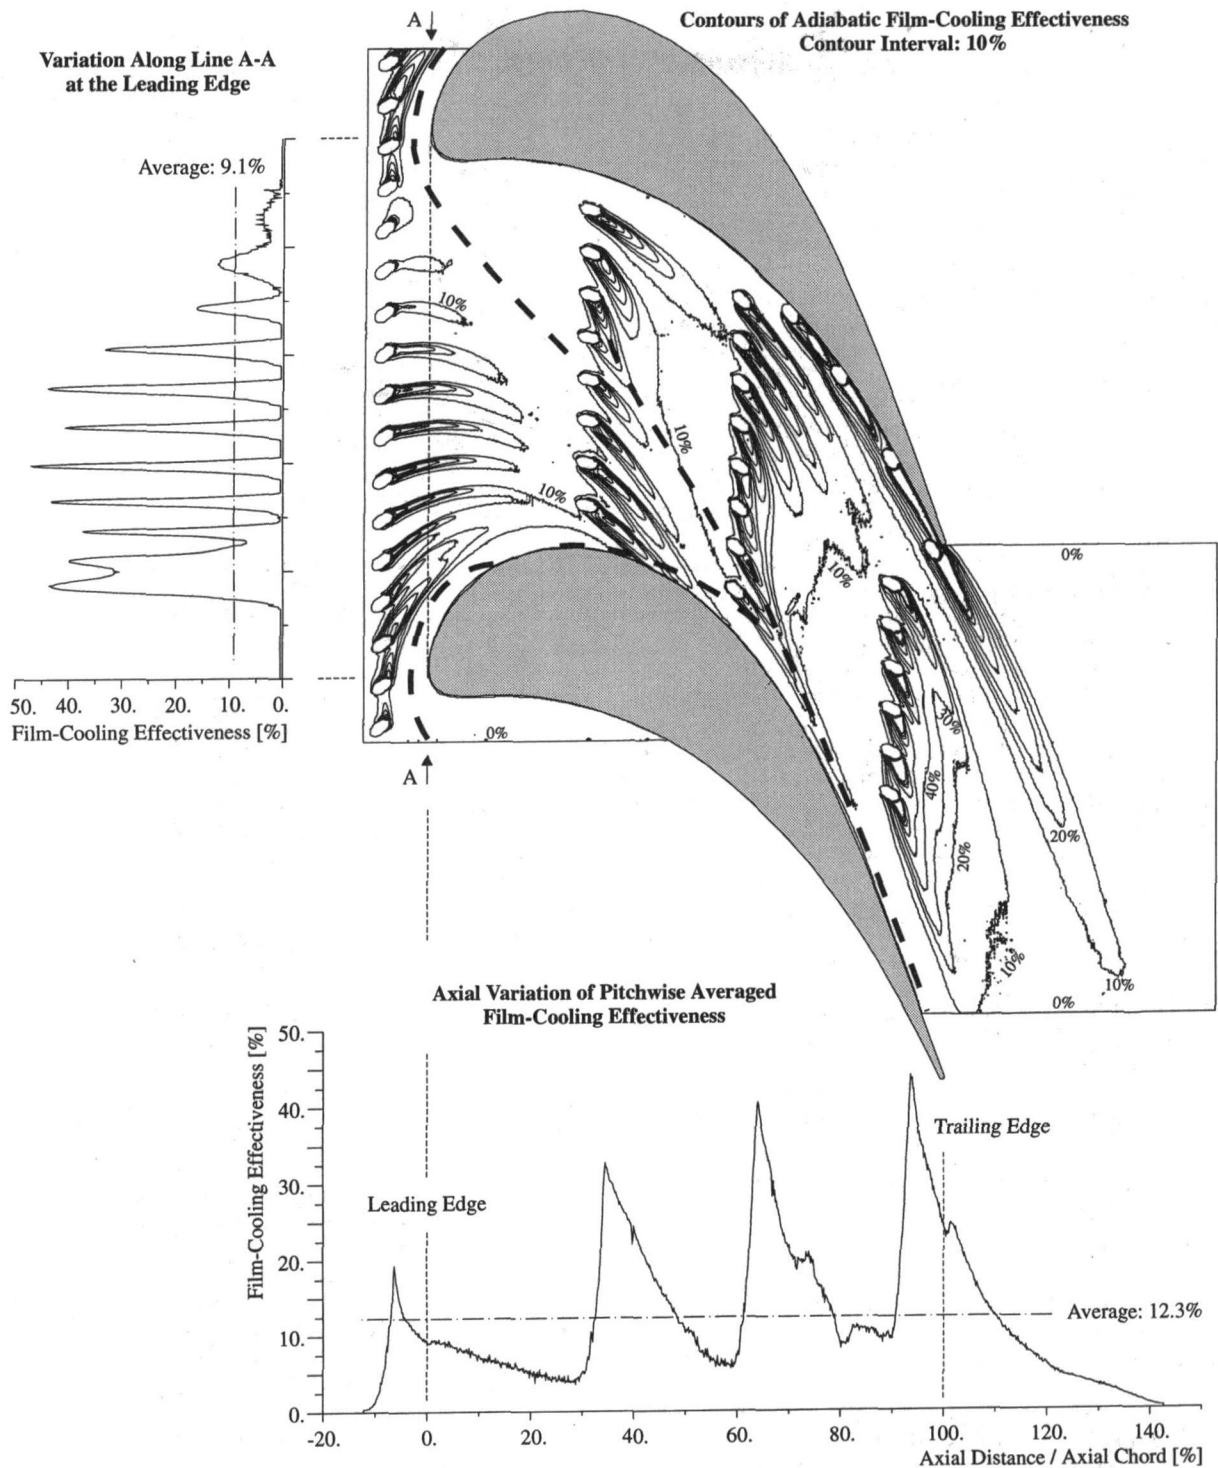 A
Contours of Adiabatic Film-Cooling Effectiveness
Contour Interval: 10%
Variation Along Line A-A
at the Leading Edge
Average: 9.1%
50. 40. 30. 20. 10. 0.
Film-Cooling Effectiveness [%]
10%
10%
10%
10%
0%
0%
30%
40%
20%
20%
10%
10%
0%
A
Axial Variation of Pitchwise Averaged
Film-Cooling Effectiveness
Film-Cooling Effectiveness [%]
50.
40.
30.
20.
10.
0.
Leading Edge
Trailing Edge
Average: 12.3%
-20. 0. 20. 40. 60. 80. 100. 120. 140.
Axial Distance / Axial Chord [%]